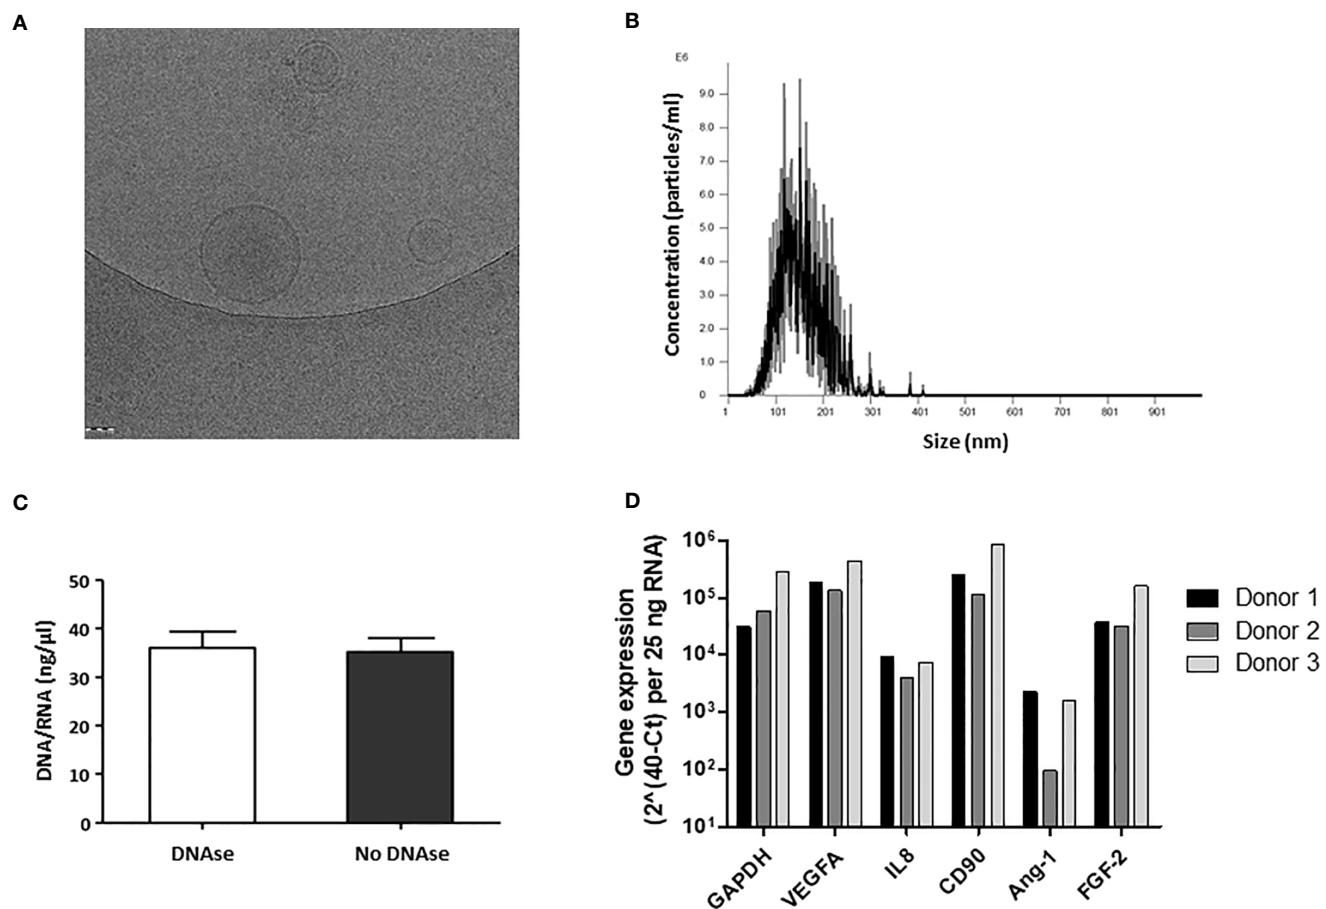 A
B
E6
Concentration (particles/ml)
9.0
8.0
7.0
6.0
5.0
4.0
3.0
2.0
1.0
0
1 101 201 301 401 501 601 701 801 901
Size (nm)
C
DNA/RNA (ng/µl)
50
40
30
20
10
0
DNAse No DNAse
D
Gene expression
(2^(40-Ct) per 25 ng RNA)
10⁶
10⁵
10⁴
10³
10²
10¹
GAPDH VEGFA IL8 CD90 Ang-1 FGF-2
Donor 1
Donor 2
Donor 3